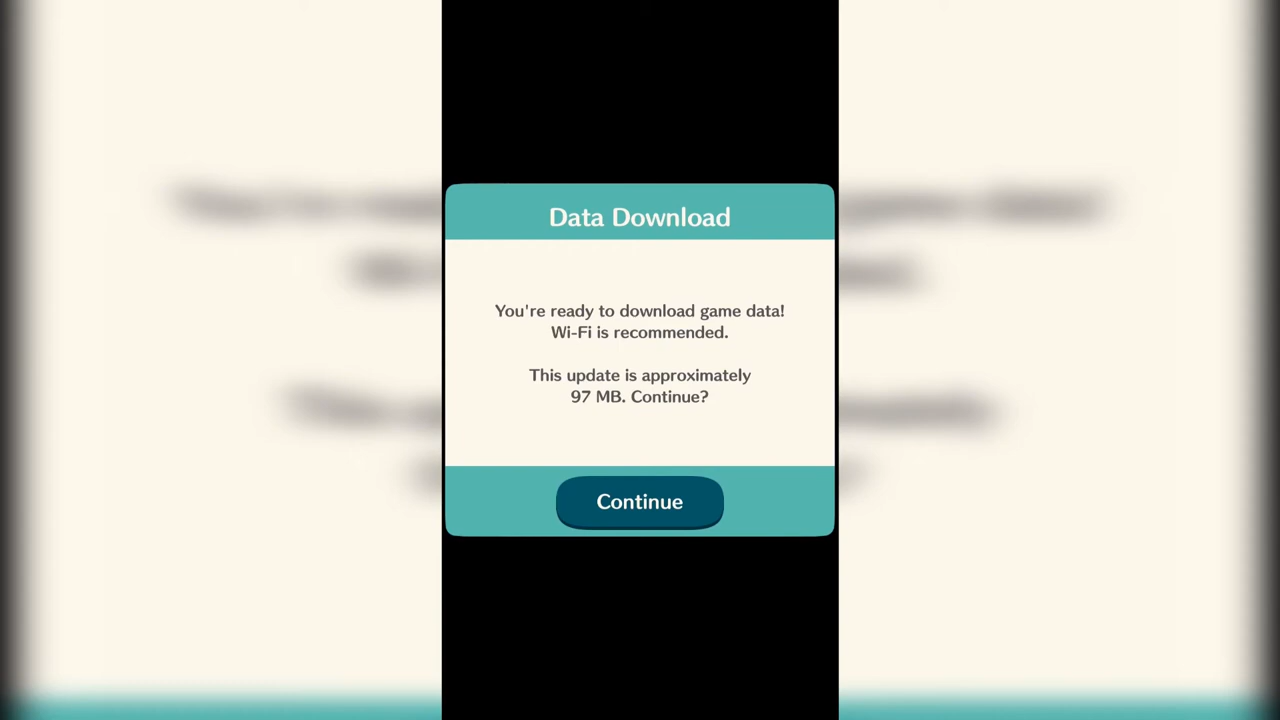 Data Download
You're ready to download game data!
Wi-Fi is recommended.
This update is approximately
97 MB. Continue?
Continue